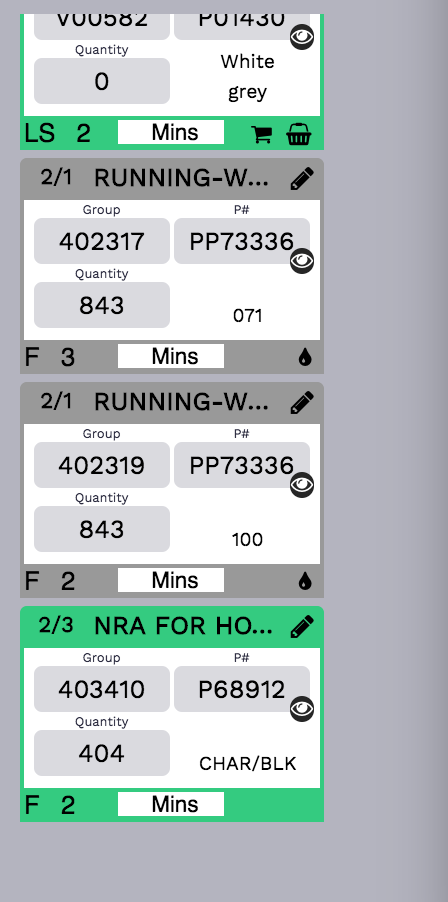 V00582 P01430
Quantity
0 White
grey
LS 2 Mins
2/1 RUNNING-W...
Group P#
402317 PP73336
Quantity
843 071
F 3 Mins
2/1 RUNNING-W...
Group P#
402319 PP73336
Quantity
843 100
F 2 Mins
2/3 NRA FOR HO...
Group P#
403410 P68912
Quantity
404 CHAR/BLK
F 2 Mins